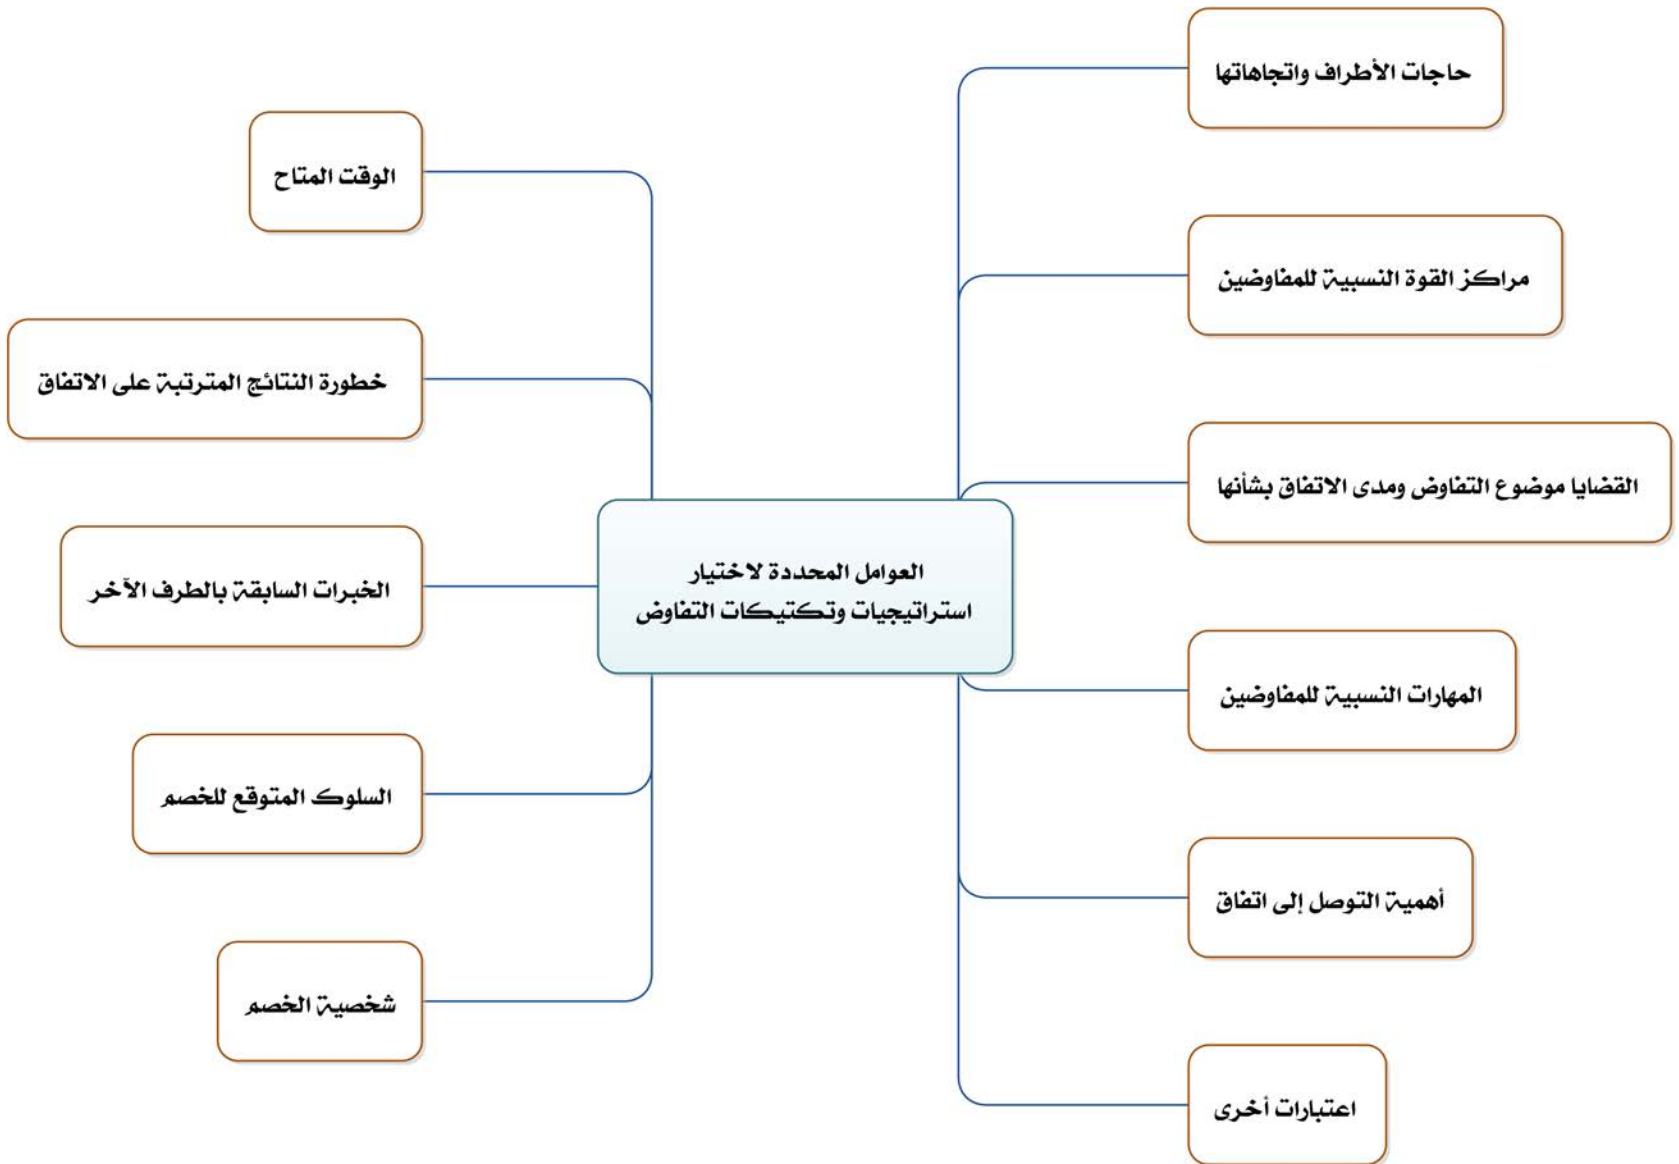 العوامل المحددة لاختيار
استراتيجيات وتكتيكات التفاوض
حاجات الأطراف واتجاهاتها
مراكز القوة النسبية للمفاوضين
القضايا موضوع التفاوض ومدى الاتفاق بشأنها
المهارات النسبية للمفاوضين
أهمية التوصل إلى اتفاق
اعتبارات أخرى
الوقت المتاح
خطورة النتائج المترتبة على الاتفاق
الخبرات السابقة بالطرف الآخر
السلوك المتوقع للخصم
شخصية الخصم